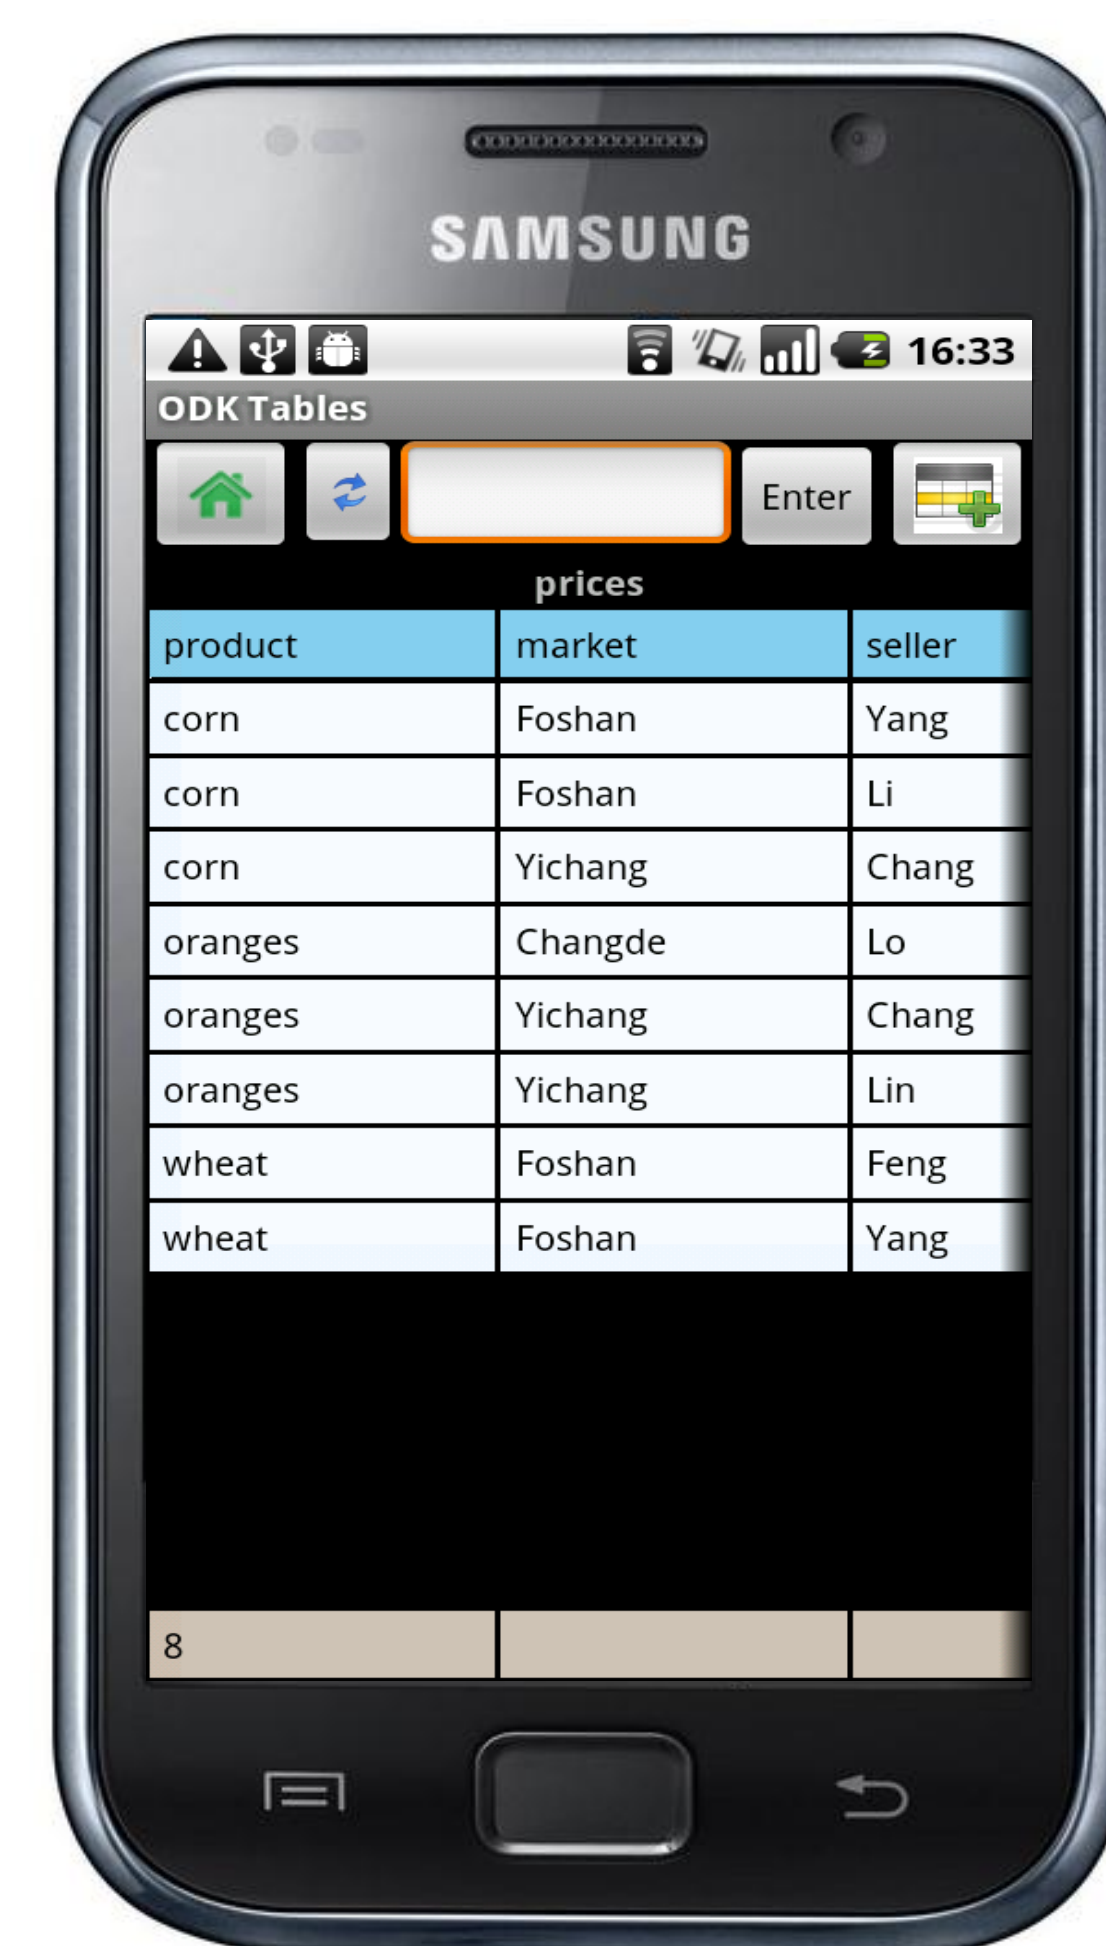 SAMSUNG
16:33
ODK Tables
Enter
prices
product market seller
corn Foshan Yang
corn Foshan Li
corn Yichang Chang
oranges Changde Lo
oranges Yichang Chang
oranges Yichang Lin
wheat Foshan Feng
wheat Foshan Yang
8